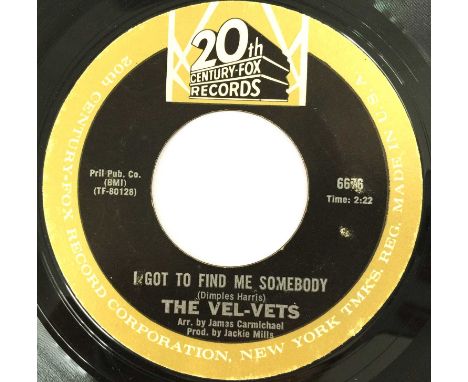 20th
CENTURY-FOX
RECORDS
Pril Pub. Co.
(BMI)
(TF-80128)
6676
Time: 2:22
I GOT TO FIND ME SOMEBODY
(Dimples Harris)
THE VEL-VETS
Arr. by James Carmichael
Prod. by Jackie Mills
20th CENTURY-FOX RECORD CORPORATION, NEW YORK TMKS. REG. MADE IN U.S.A.